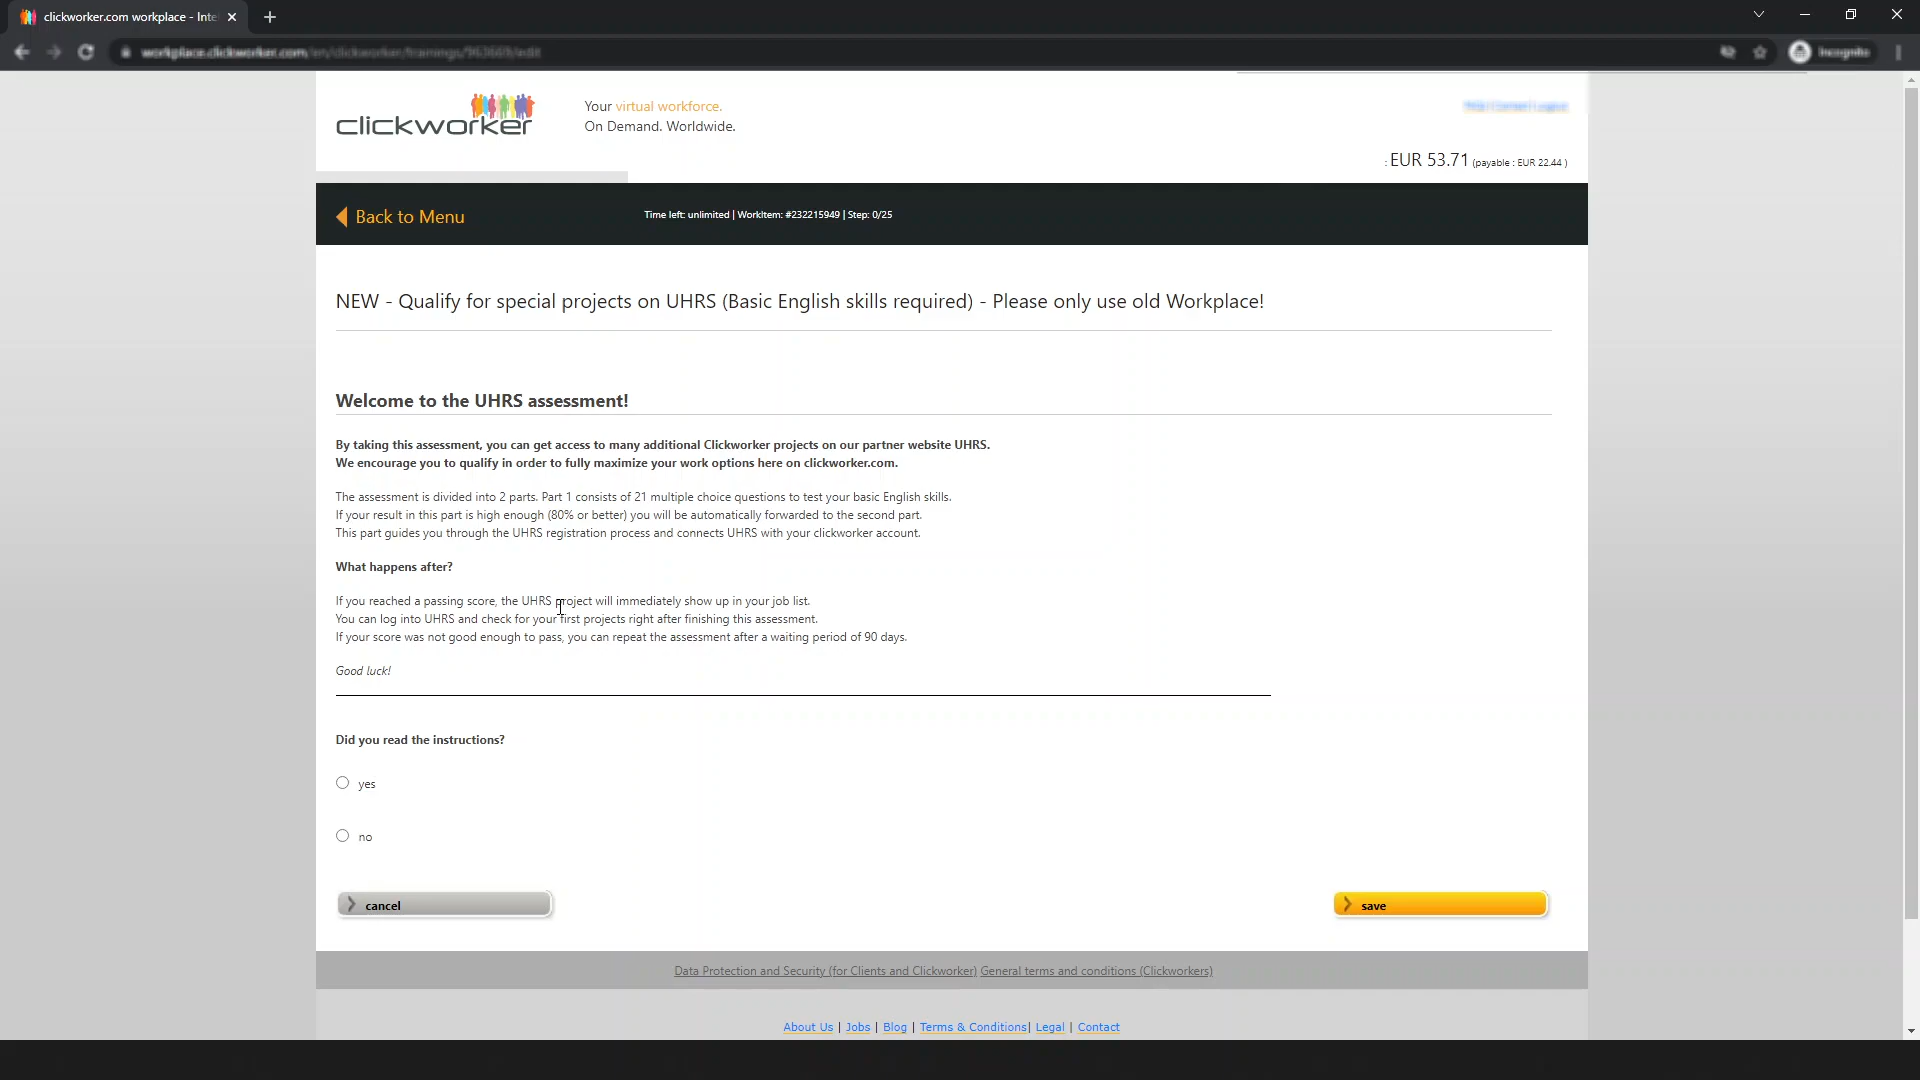 clickworker.com workplace - Inte
Incognito
clickworker
Your virtual workforce.
On Demand. Worldwide.
: EUR 53.71 (payable : EUR 22.44 )
Back to Menu
Time left: unlimited | WorkItem: #232215949 | Step: 0/25
NEW - Qualify for special projects on UHRS (Basic English skills required) - Please only use old Workplace!
Welcome to the UHRS assessment!
By taking this assessment, you can get access to many additional Clickworker projects on our partner website UHRS.
We encourage you to qualify in order to fully maximize your work options here on clickworker.com.
The assessment is divided into 2 parts. Part 1 consists of 21 multiple choice questions to test your basic English skills.
If your result in this part is high enough (80% or better) you will be automatically forwarded to the second part.
This part guides you through the UHRS registration process and connects UHRS with your clickworker account.
What happens after?
If you reached a passing score, the UHRS project will immediately show up in your job list.
You can log into UHRS and check for your first projects right after finishing this assessment.
If your score was not good enough to pass, you can repeat the assessment after a waiting period of 90 days.
Good luck!
Did you read the instructions?
yes
no
cancel
save
Data Protection and Security (for Clients and Clickworker) General terms and conditions (Clickworkers)
About Us | Jobs | Blog | Terms & Conditions| Legal | Contact